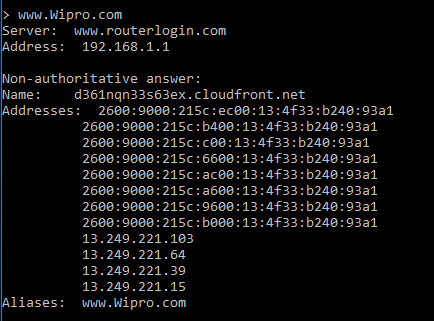 > www.Wipro.com
Server:  www.routerlogin.com
Address:  192.168.1.1

Non-authoritative answer:
Name:    d361nqn33s63ex.cloudfront.net
Addresses:  2600:9000:215c:ec00:13:4f33:b240:93a1
          2600:9000:215c:b400:13:4f33:b240:93a1
          2600:9000:215c:c00:13:4f33:b240:93a1
          2600:9000:215c:6600:13:4f33:b240:93a1
          2600:9000:215c:ac00:13:4f33:b240:93a1
          2600:9000:215c:a600:13:4f33:b240:93a1
          2600:9000:215c:9600:13:4f33:b240:93a1
          2600:9000:215c:b000:13:4f33:b240:93a1
          13.249.221.103
          13.249.221.64
          13.249.221.39
          13.249.221.15
Aliases:  www.Wipro.com